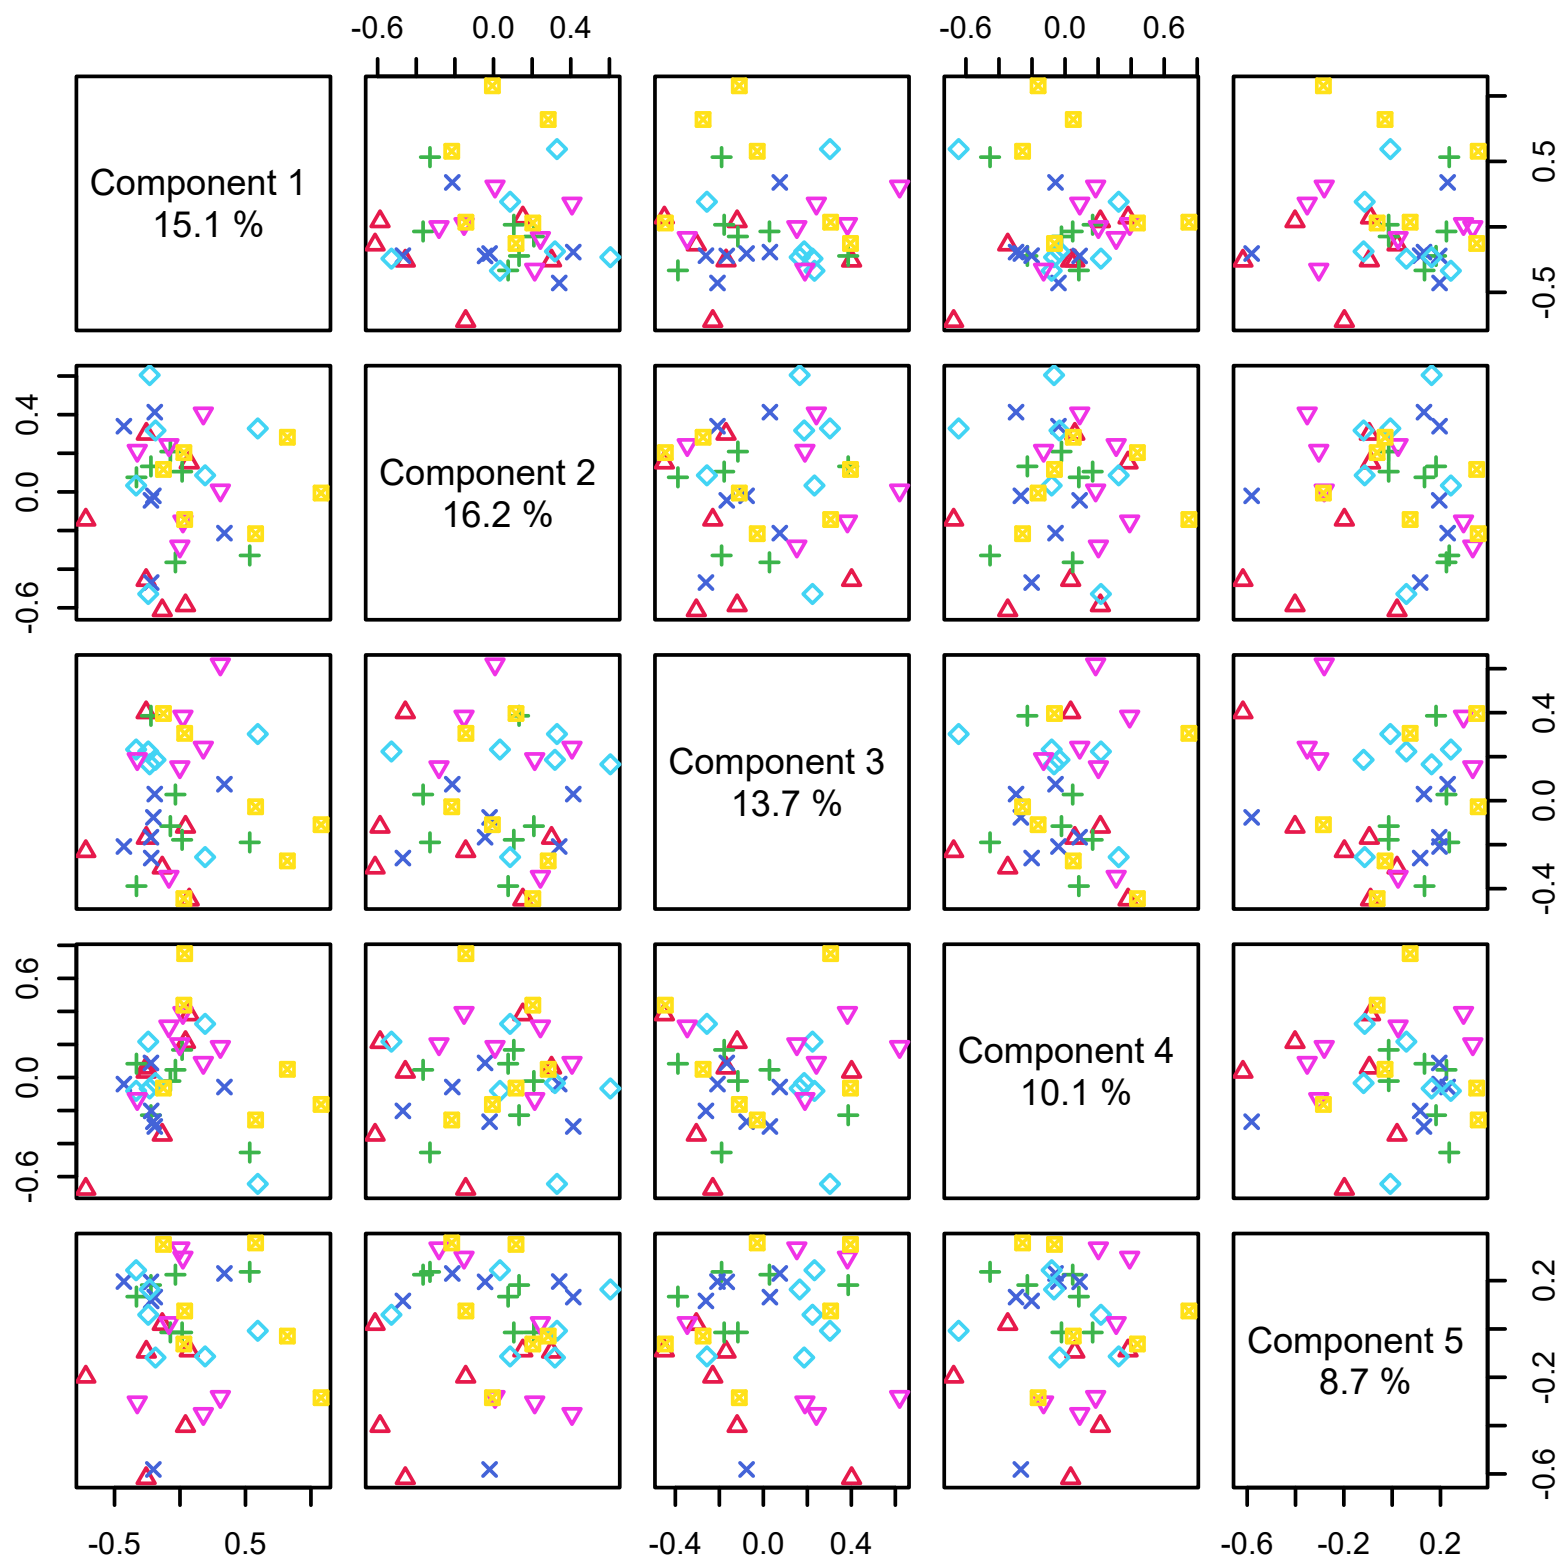 -0.6 0.0 0.4 -0.6 0.0 0.6
Component 1
15.1 %
-0.5 0.5
-0.6 0.0 0.4
Component 2
16.2 %
Component 3
13.7 %
-0.4 0.0 0.4
-0.6 0.0 0.6
Component 4
10.1 %
Component 5
8.7 %
-0.6 -0.2 0.2
-0.5 0.5 -0.4 0.0 0.4 -0.6 -0.2 0.2